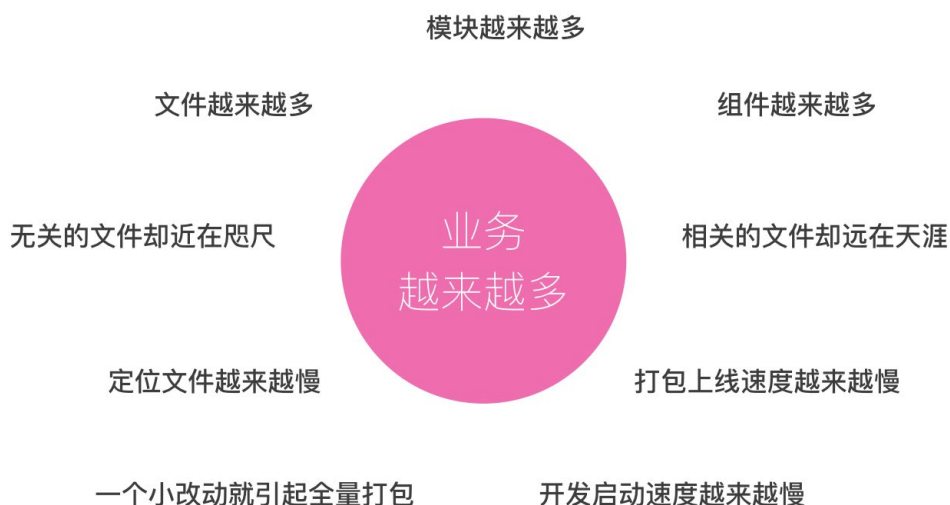 模块越来越多
文件越来越多
组件越来越多
无关的文件却近在咫尺
业务
越来越多
相关的文件却远在天涯
定位文件越来越慢
打包上线速度越来越慢
一个小改动就引起全量打包
开发启动速度越来越慢